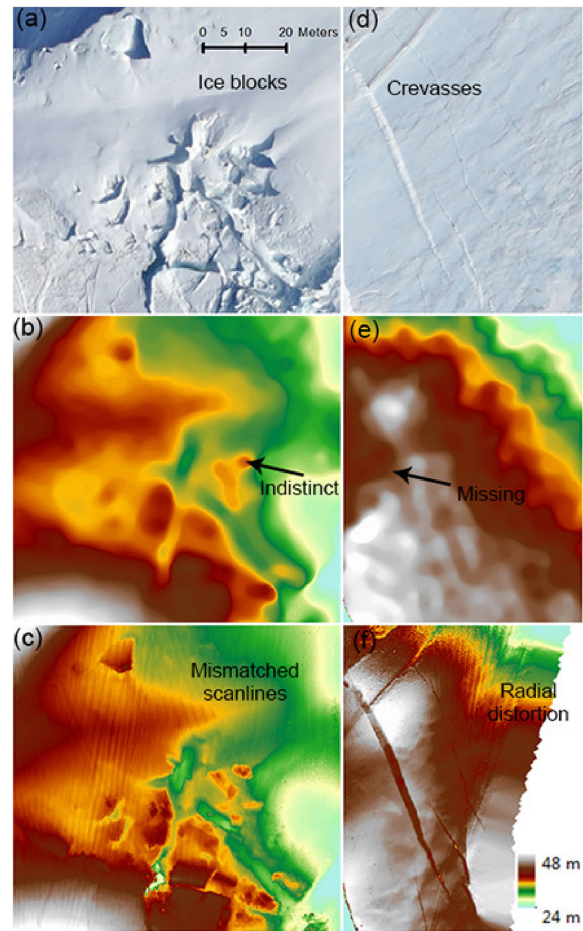 (a)
0 5 10 20 Meters
Ice blocks
(d)
Crevasses
(b)
Indistinct
(e)
Missing
(c)
Mismatched
scanlines
(f)
Radial
distortion
48 m
24 m